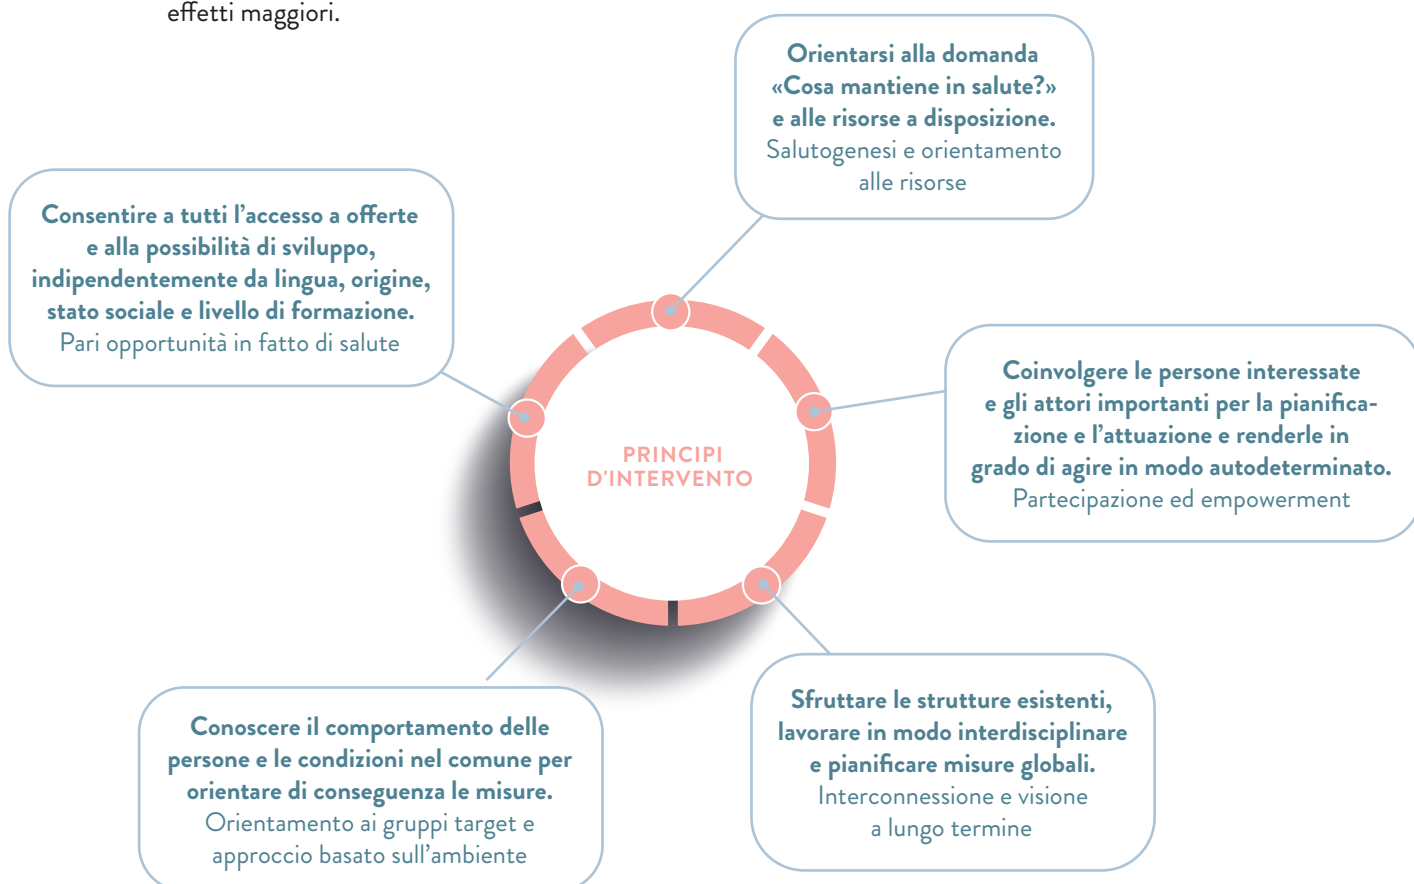 effetti maggiori.
Orientarsi alla domanda
«Cosa mantiene in salute?»
e alle risorse a disposizione.
Salutogenesi e orientamento
alle risorse
Consentire a tutti l’accesso a offerte
e alla possibilità di sviluppo,
indipendentemente da lingua, origine,
stato sociale e livello di formazione.
Pari opportunità in fatto di salute
Coinvolgere le persone interessate
e gli attori importanti per la pianifica-
zione e l’attuazione e renderle in
grado di agire in modo autodeterminato.
Partecipazione ed empowerment
PRINCIPI
D'INTERVENTO
Conoscere il comportamento delle
persone e le condizioni nel comune per
orientare di conseguenza le misure.
Orientamento ai gruppi target e
approccio basato sull’ambiente
Sfruttare le strutture esistenti,
lavorare in modo interdisciplinare
e pianificare misure globali.
Interconnessione e visione
a lungo termine